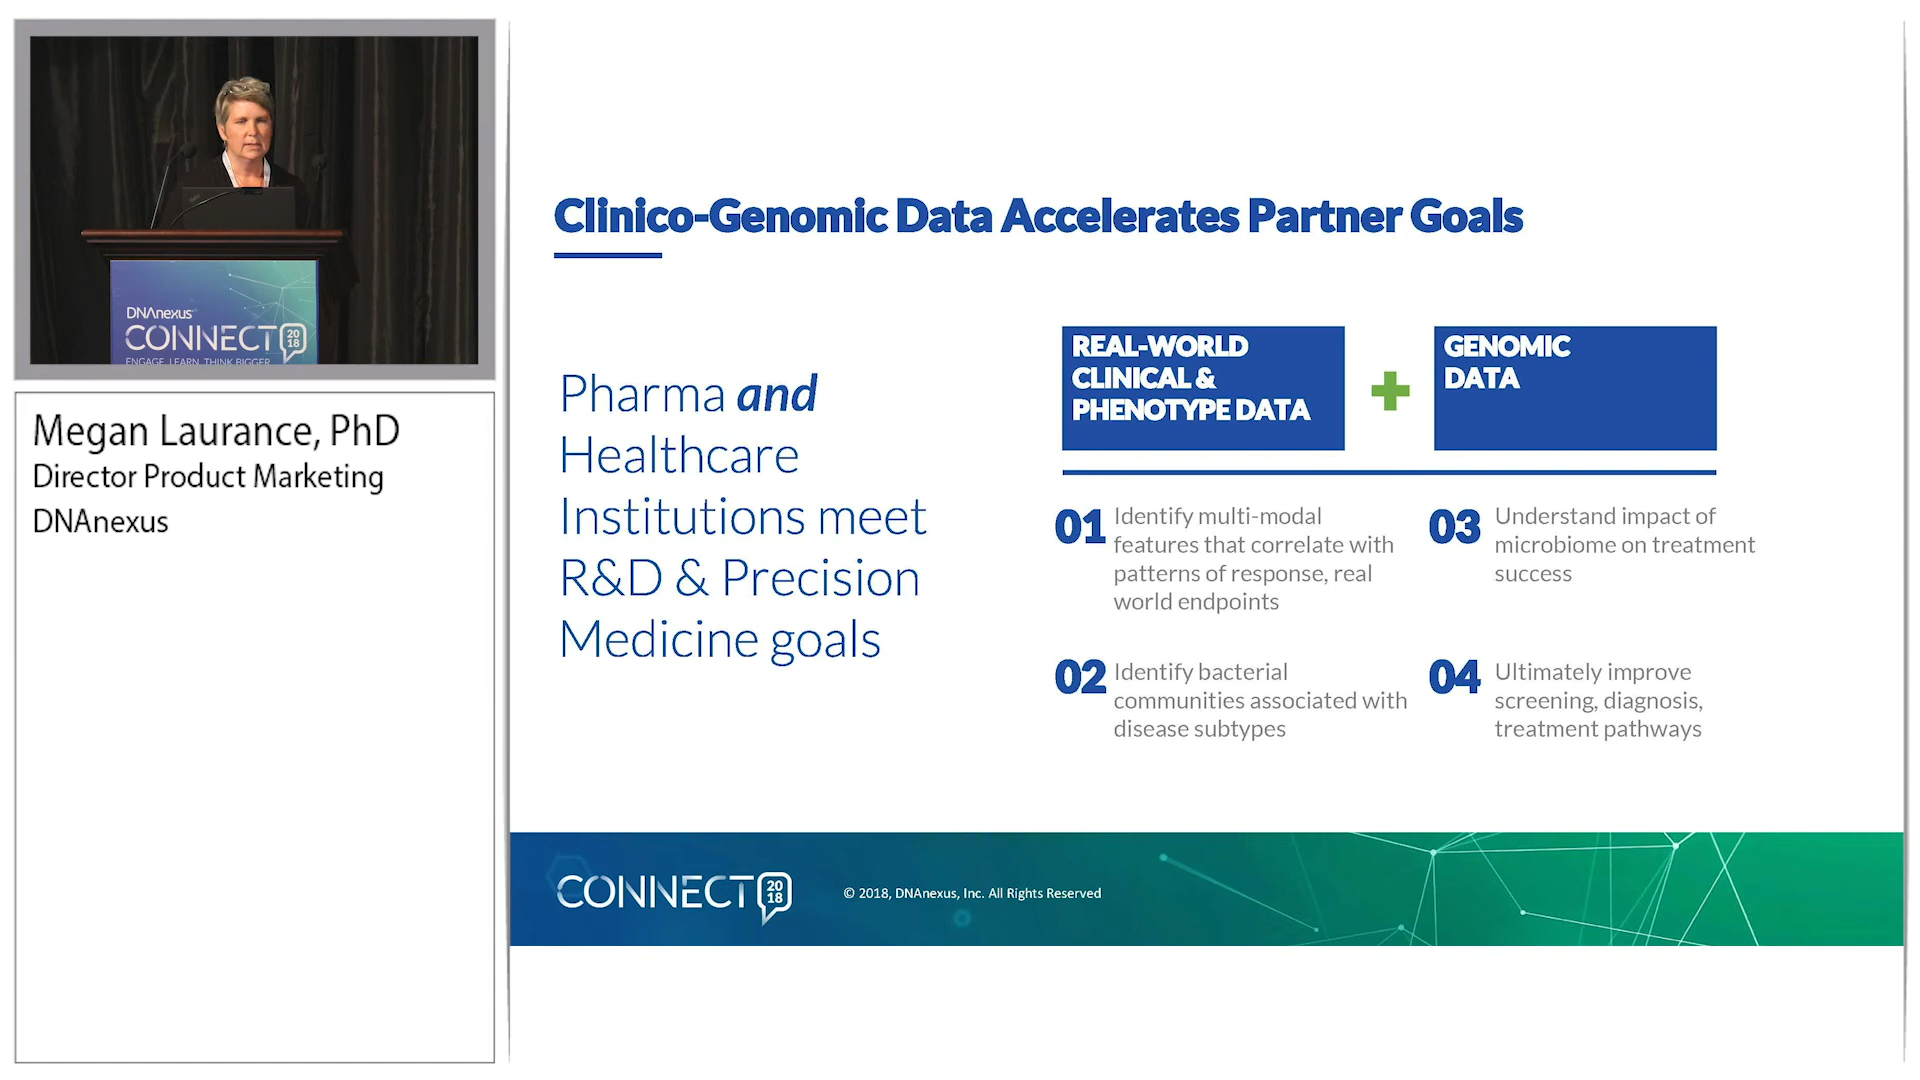 DNAnexus
CONNECT 20 18
ENGAGE. LEARN. THINK BIGGER
Megan Laurance, PhD
Director Product Marketing
DNAnexus
Clinico-Genomic Data Accelerates Partner Goals
Pharma and
Healthcare
Institutions meet
R&D & Precision
Medicine goals
REAL-WORLD
CLINICAL &
PHENOTYPE DATA
+
GENOMIC
DATA
01 Identify multi-modal
features that correlate with
patterns of response, real
world endpoints
02 Identify bacterial
communities associated with
disease subtypes
03 Understand impact of
microbiome on treatment
success
04 Ultimately improve
screening, diagnosis,
treatment pathways
CONNECT 20 18
© 2018, DNAnexus, Inc. All Rights Reserved